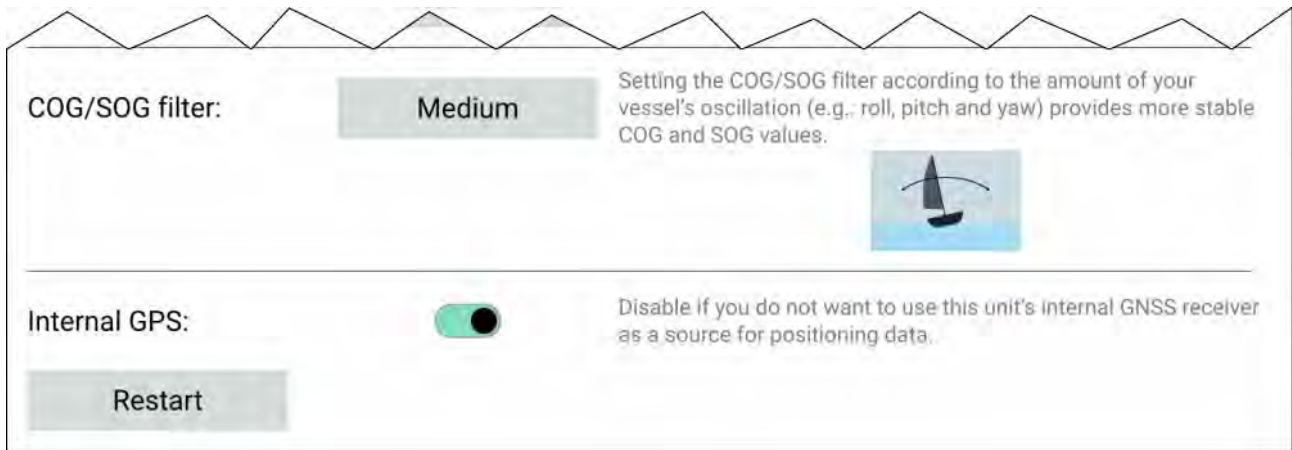 COG/SOG filter:
Medium
Setting the COG/SOG filter according to the amount of your
vessel's oscillation (e.g.: roll, pitch and yaw) provides more stable
COG and SOG values.
Internal GPS:
Disable if you do not want to use this unit's internal GNSS receiver
as a source for positioning data.
Restart